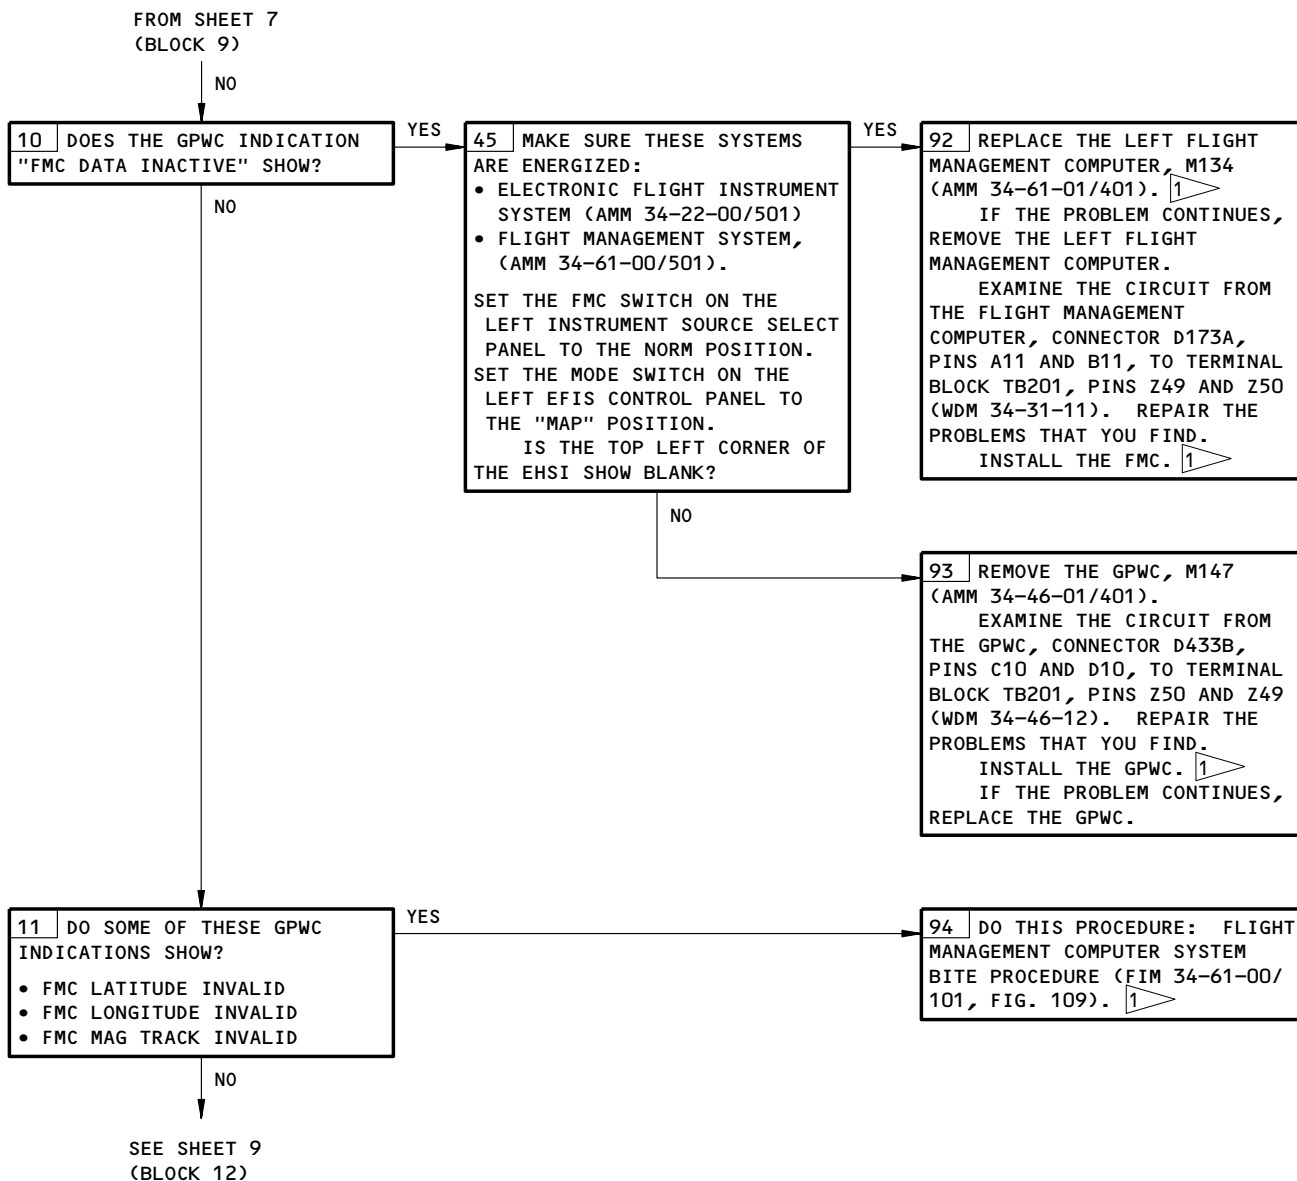 FROM SHEET 7
(BLOCK 9)
NO
10 DOES THE GPWC INDICATION
"FMC DATA INACTIVE" SHOW?
YES
NO
45 MAKE SURE THESE SYSTEMS
ARE ENERGIZED:
• ELECTRONIC FLIGHT INSTRUMENT
SYSTEM (AMM 34-22-00/501)
• FLIGHT MANAGEMENT SYSTEM,
(AMM 34-61-00/501).
SET THE FMC SWITCH ON THE
LEFT INSTRUMENT SOURCE SELECT
PANEL TO THE NORM POSITION.
SET THE MODE SWITCH ON THE
LEFT EFIS CONTROL PANEL TO
THE "MAP" POSITION.
IS THE TOP LEFT CORNER OF
THE EHSI SHOW BLANK?
YES
NO
92 REPLACE THE LEFT FLIGHT
MANAGEMENT COMPUTER, M134
(AMM 34-61-01/401). 1
IF THE PROBLEM CONTINUES,
REMOVE THE LEFT FLIGHT
MANAGEMENT COMPUTER.
EXAMINE THE CIRCUIT FROM
THE FLIGHT MANAGEMENT
COMPUTER, CONNECTOR D173A,
PINS A11 AND B11, TO TERMINAL
BLOCK TB201, PINS Z49 AND Z50
(WDM 34-31-11). REPAIR THE
PROBLEMS THAT YOU FIND.
INSTALL THE FMC. 1
93 REMOVE THE GPWC, M147
(AMM 34-46-01/401).
EXAMINE THE CIRCUIT FROM
THE GPWC, CONNECTOR D433B,
PINS C10 AND D10, TO TERMINAL
BLOCK TB201, PINS Z50 AND Z49
(WDM 34-46-12). REPAIR THE
PROBLEMS THAT YOU FIND.
INSTALL THE GPWC. 1
IF THE PROBLEM CONTINUES,
REPLACE THE GPWC.
11 DO SOME OF THESE GPWC
INDICATIONS SHOW?
• FMC LATITUDE INVALID
• FMC LONGITUDE INVALID
• FMC MAG TRACK INVALID
YES
NO
94 DO THIS PROCEDURE: FLIGHT
MANAGEMENT COMPUTER SYSTEM
BITE PROCEDURE (FIM 34-61-00/
101, FIG. 109). 1
SEE SHEET 9
(BLOCK 12)